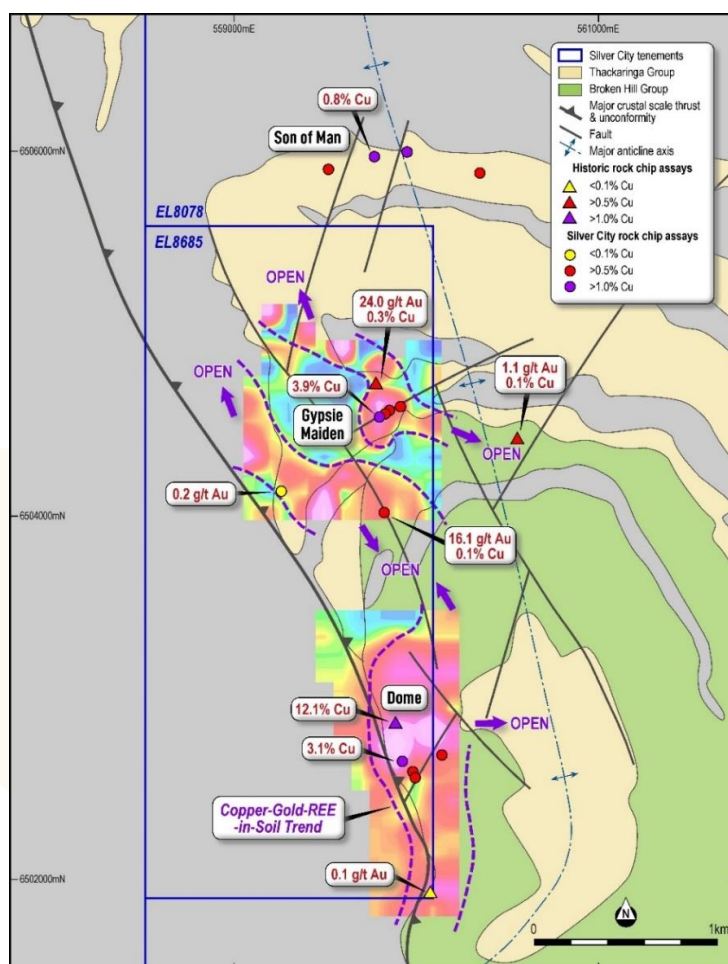 559000mE
561000mE
Silver City tenements
Thackaringa Group
Broken Hill Group
Major crustal scale thrust
& unconformity
Fault
Major anticline axis
Historic rock chip assays
<0.1% Cu
>0.5% Cu
>1.0% Cu
Silver City rock chip assays
<0.1% Cu
>0.5% Cu
>1.0% Cu
0.8% Cu
Son of Man
6506000mN
EL8078
EL8685
OPEN
24.0 g/t Au
0.3% Cu
OPEN
1.1 g/t Au
0.1% Cu
3.9% Cu
Gypsie
Maiden
OPEN
0.2 g/t Au
6504000mN
16.1 g/t Au
0.1% Cu
OPEN
Dome
12.1% Cu
OPEN
3.1% Cu
Copper-Gold-REE
-in-Soil Trend
0.1 g/t Au
6502000mN
N
0
1km